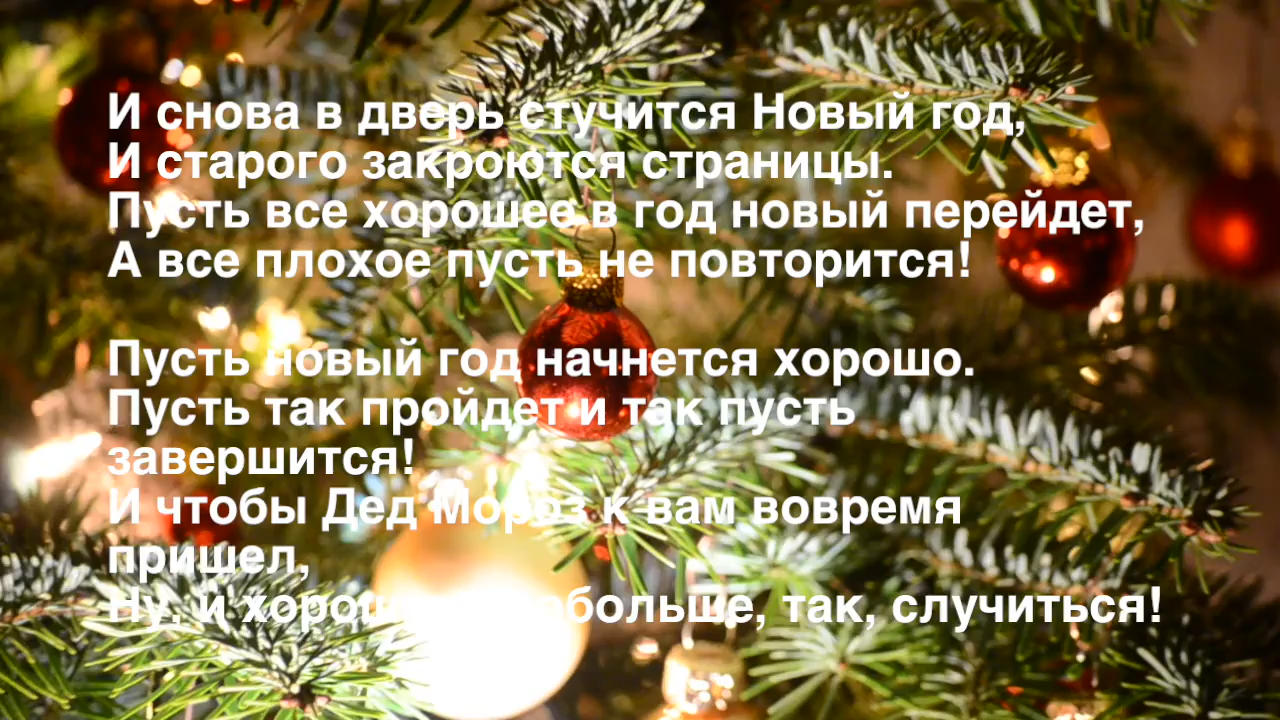 И снова в дверь стучится Новый год,
И старого закроются страницы.
Пусть все хорошее в год новый перейдет,
А все плохое пусть не повторится!
Пусть новый год начнется хорошо.
Пусть так пройдет и так пусть
завершится!
И чтобы Дед Мороз к вам вовремя
пришел,
Ну, и так, случиться!